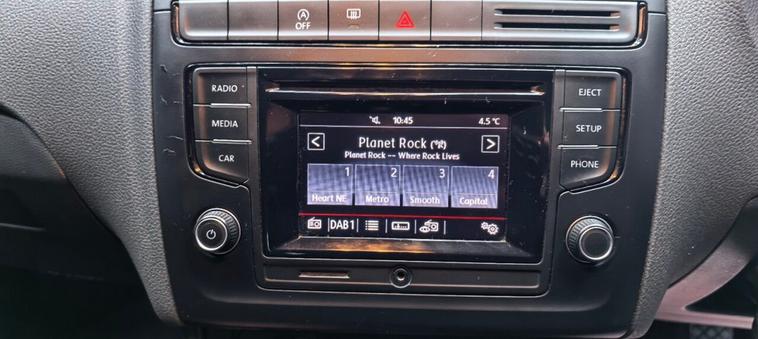 A
OFF
RADIO
MEDIA
CAR
EJECT
SETUP
PHONE
10:45
4.5 °C
< Planet Rock >
Planet Rock -- Where Rock Lives
1 2 3 4
Heart NE Metro Smooth Capital
DAB1